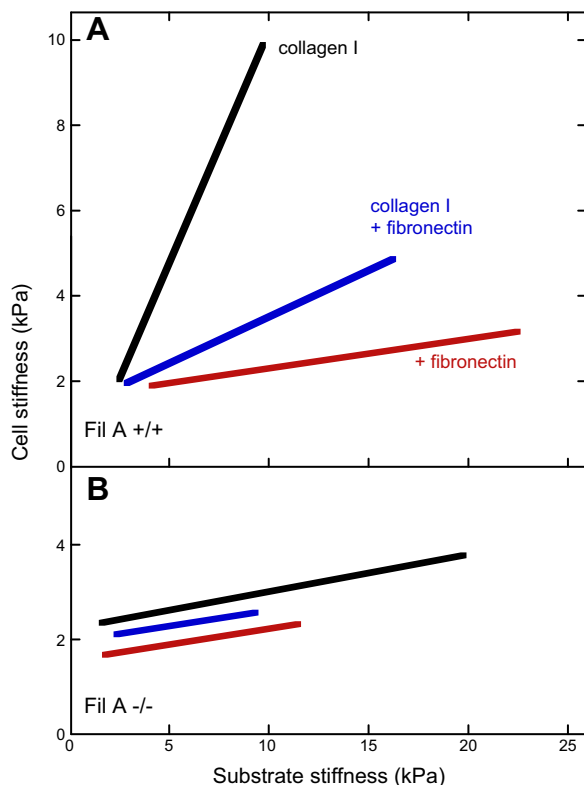 A
collagen I
10
8
6
collagen I
+ fibronectin
4
+ fibronectin
2
Fil A +/+
0
Cell stiffness (kPa)
B
4
2
Fil A -/-
0
0 5 10 15 20 25
Substrate stiffness (kPa)